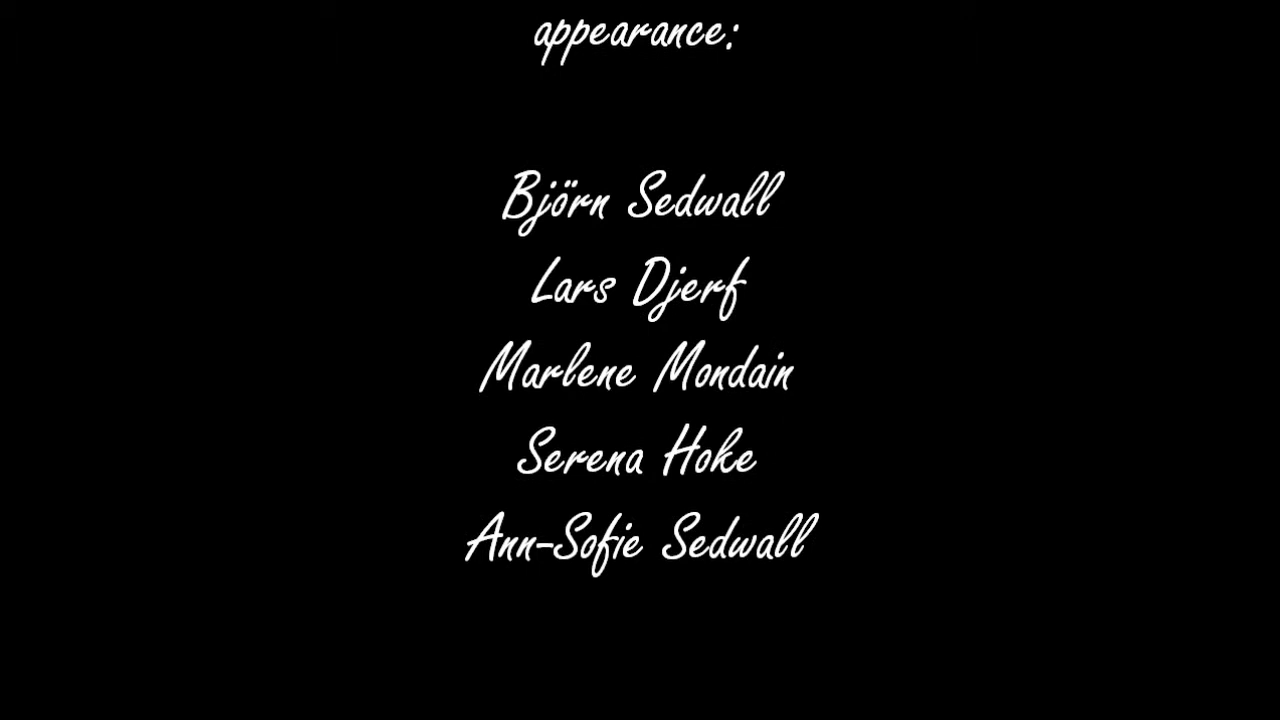 appearance:
Björn Sedwall
Lars Djerf
Marlene Mondain
Serena Hoke
Ann-Sofie Sedwall